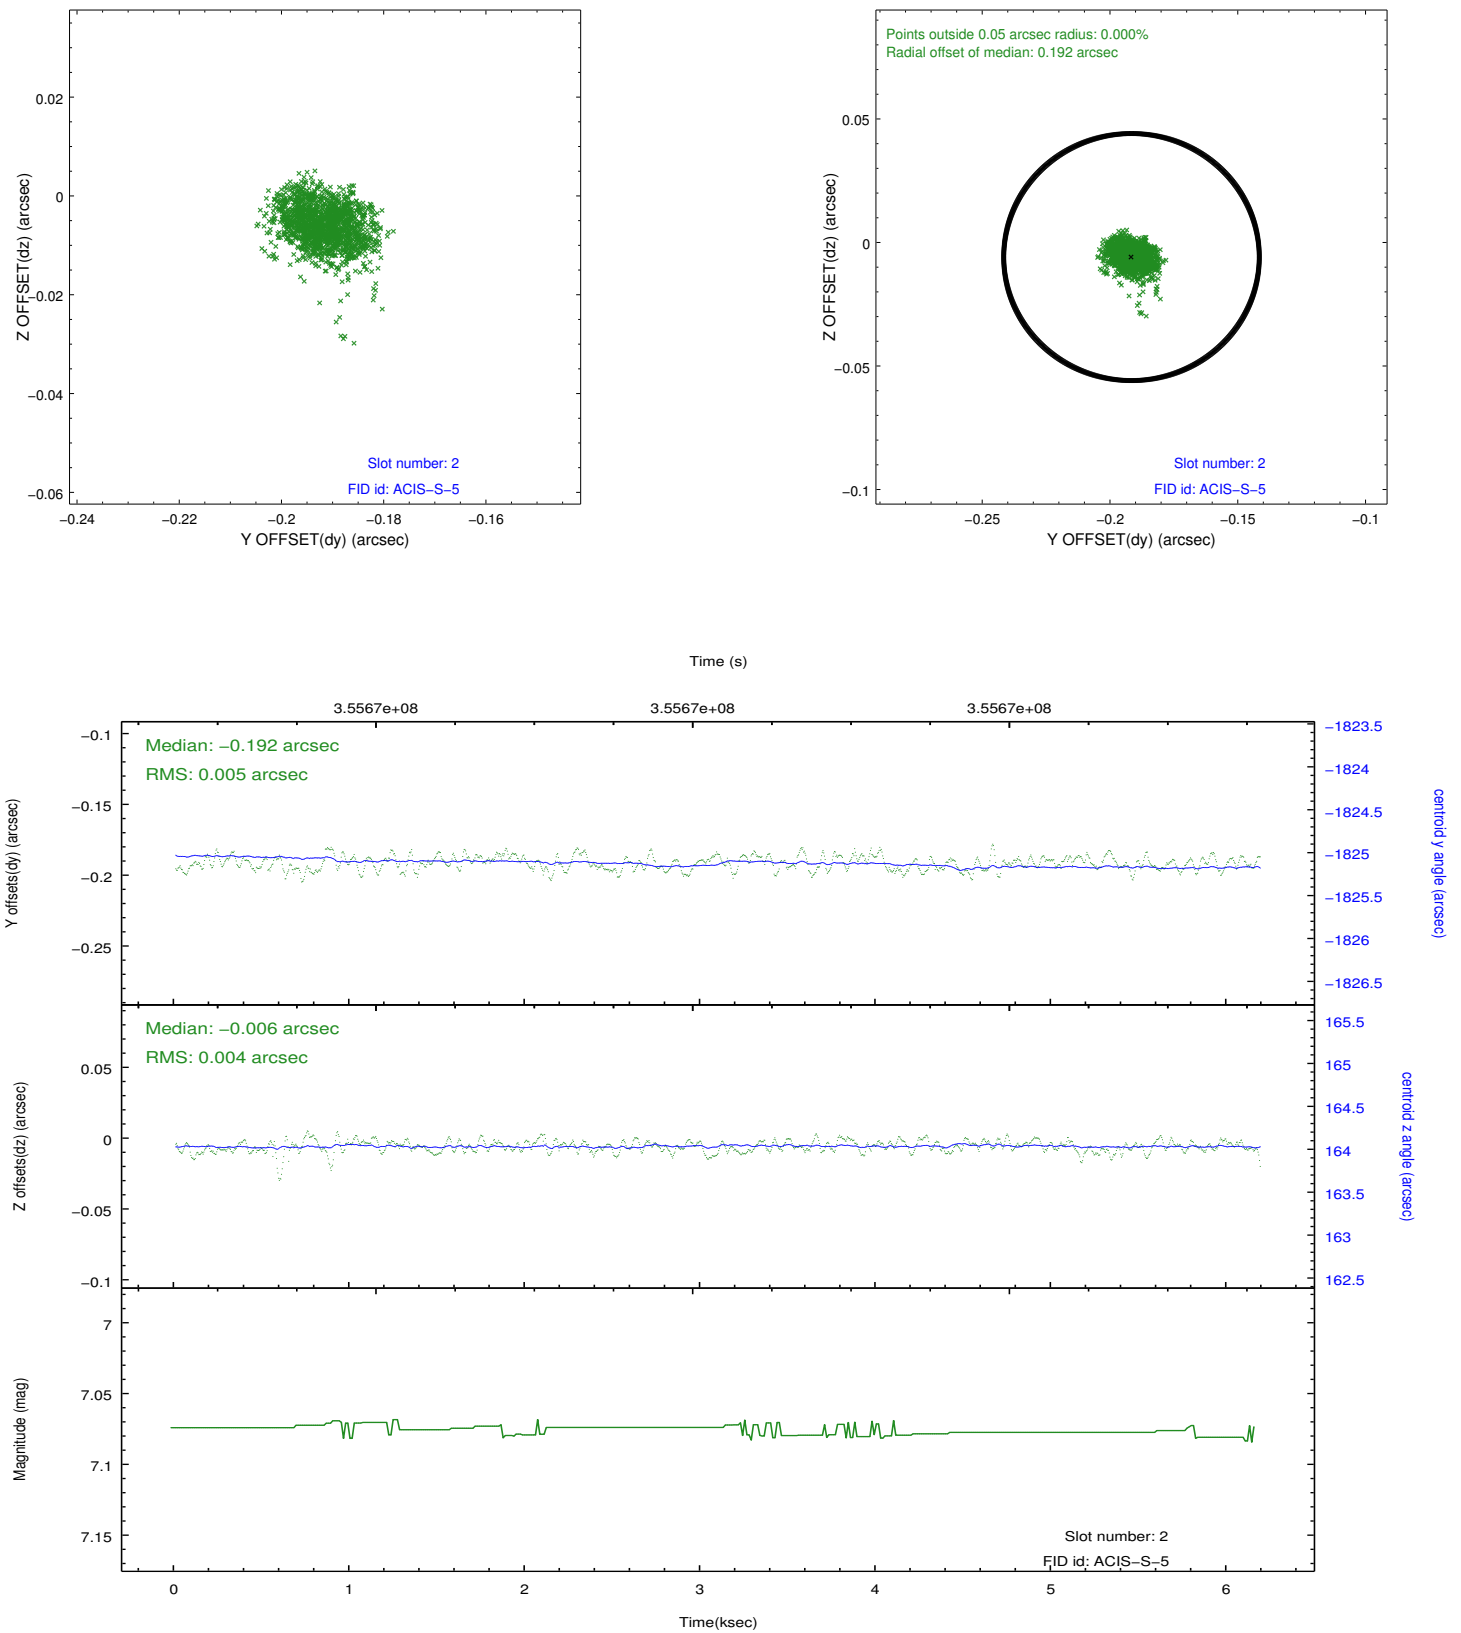 0.02
0
−0.02
−0.04
−0.06
Z OFFSET(dz) (arcsec)
Slot number: 2
FID id: ACIS−S−5
−0.24 −0.22 −0.2 −0.18 −0.16
Y OFFSET(dy) (arcsec)
Points outside 0.05 arcsec radius: 0.000%
Radial offset of median: 0.192 arcsec
0.05
0
−0.05
−0.1
Z OFFSET(dz) (arcsec)
Slot number: 2
FID id: ACIS−S−5
−0.25 −0.2 −0.15 −0.1
Y OFFSET(dy) (arcsec)
Time (s)
3.5567e+08 3.5567e+08 3.5567e+08
Median: −0.192 arcsec
RMS: 0.005 arcsec
−0.1
−0.15
−0.2
−0.25
Y offsets(dy) (arcsec)
−1823.5
−1824
−1824.5
−1825
−1825.5
−1826
−1826.5
centroid y angle (arcsec)
Median: −0.006 arcsec
RMS: 0.004 arcsec
0.05
0
−0.05
−0.1
Z offsets(dz) (arcsec)
165.5
165
164.5
164
163.5
163
162.5
centroid z angle (arcsec)
7
7.05
7.1
7.15
Magnitude (mag)
Slot number: 2
FID id: ACIS−S−5
0 1 2 3 4 5 6
Time(ksec)